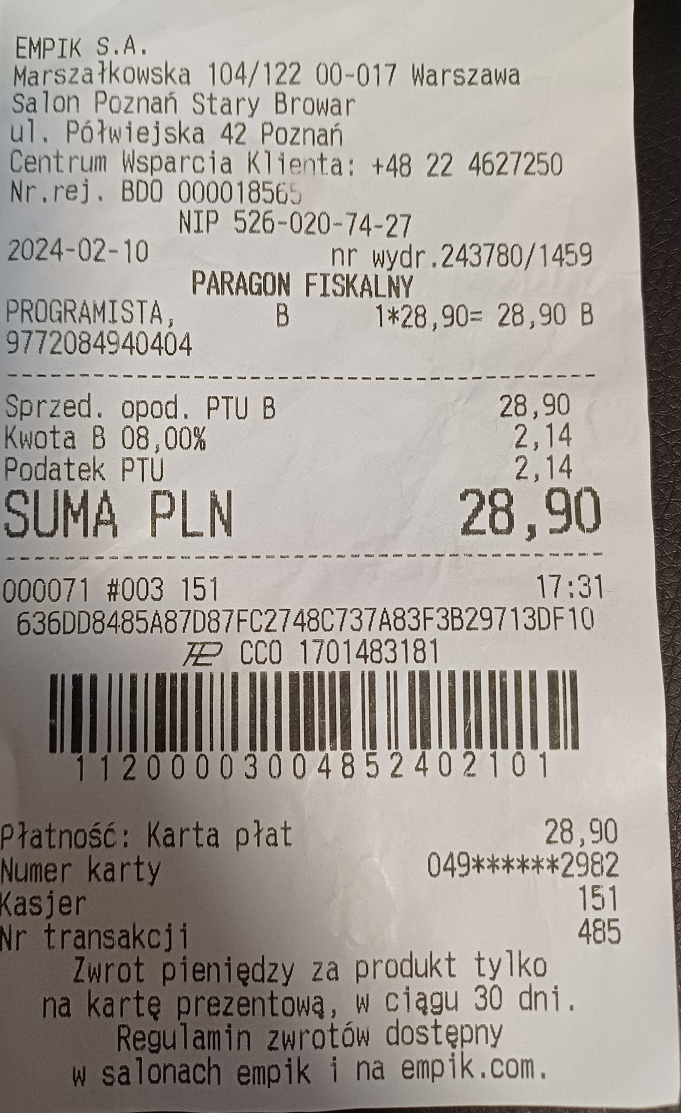 EMPIK S.A.
Marszałkowska 104/122 00-017 Warszawa
Salon Poznań Stary Browar
ul. Półwiejska 42 Poznań
Centrum Wsparcia Klienta: +48 22 4627250
Nr.rej. BDO 000018565
NIP 526-020-74-27
2024-02-10 nr wydr.243780/1459
PARAGON FISKALNY
PROGRAMISTA, B 1*28,90= 28,90 B
9772084940404
Sprzed. opod. PTU B 28,90
Kwota B 08,00% 2,14
Podatek PTU 2,14
SUMA PLN 28,90
000071 #003 151 17:31
636DD8485A87D87FC2748C737A83F3B29713DF10
CCO 1701483181
11200003004852402101
Płatność: Karta płat 28,90
Numer karty 049******2982
Kasjer 151
Nr transakcji 485
Zwrot pieniędzy za produkt tylko
na kartę prezentową, w ciągu 30 dni.
Regulamin zwrotów dostępny
w salonach empik i na empik.com.